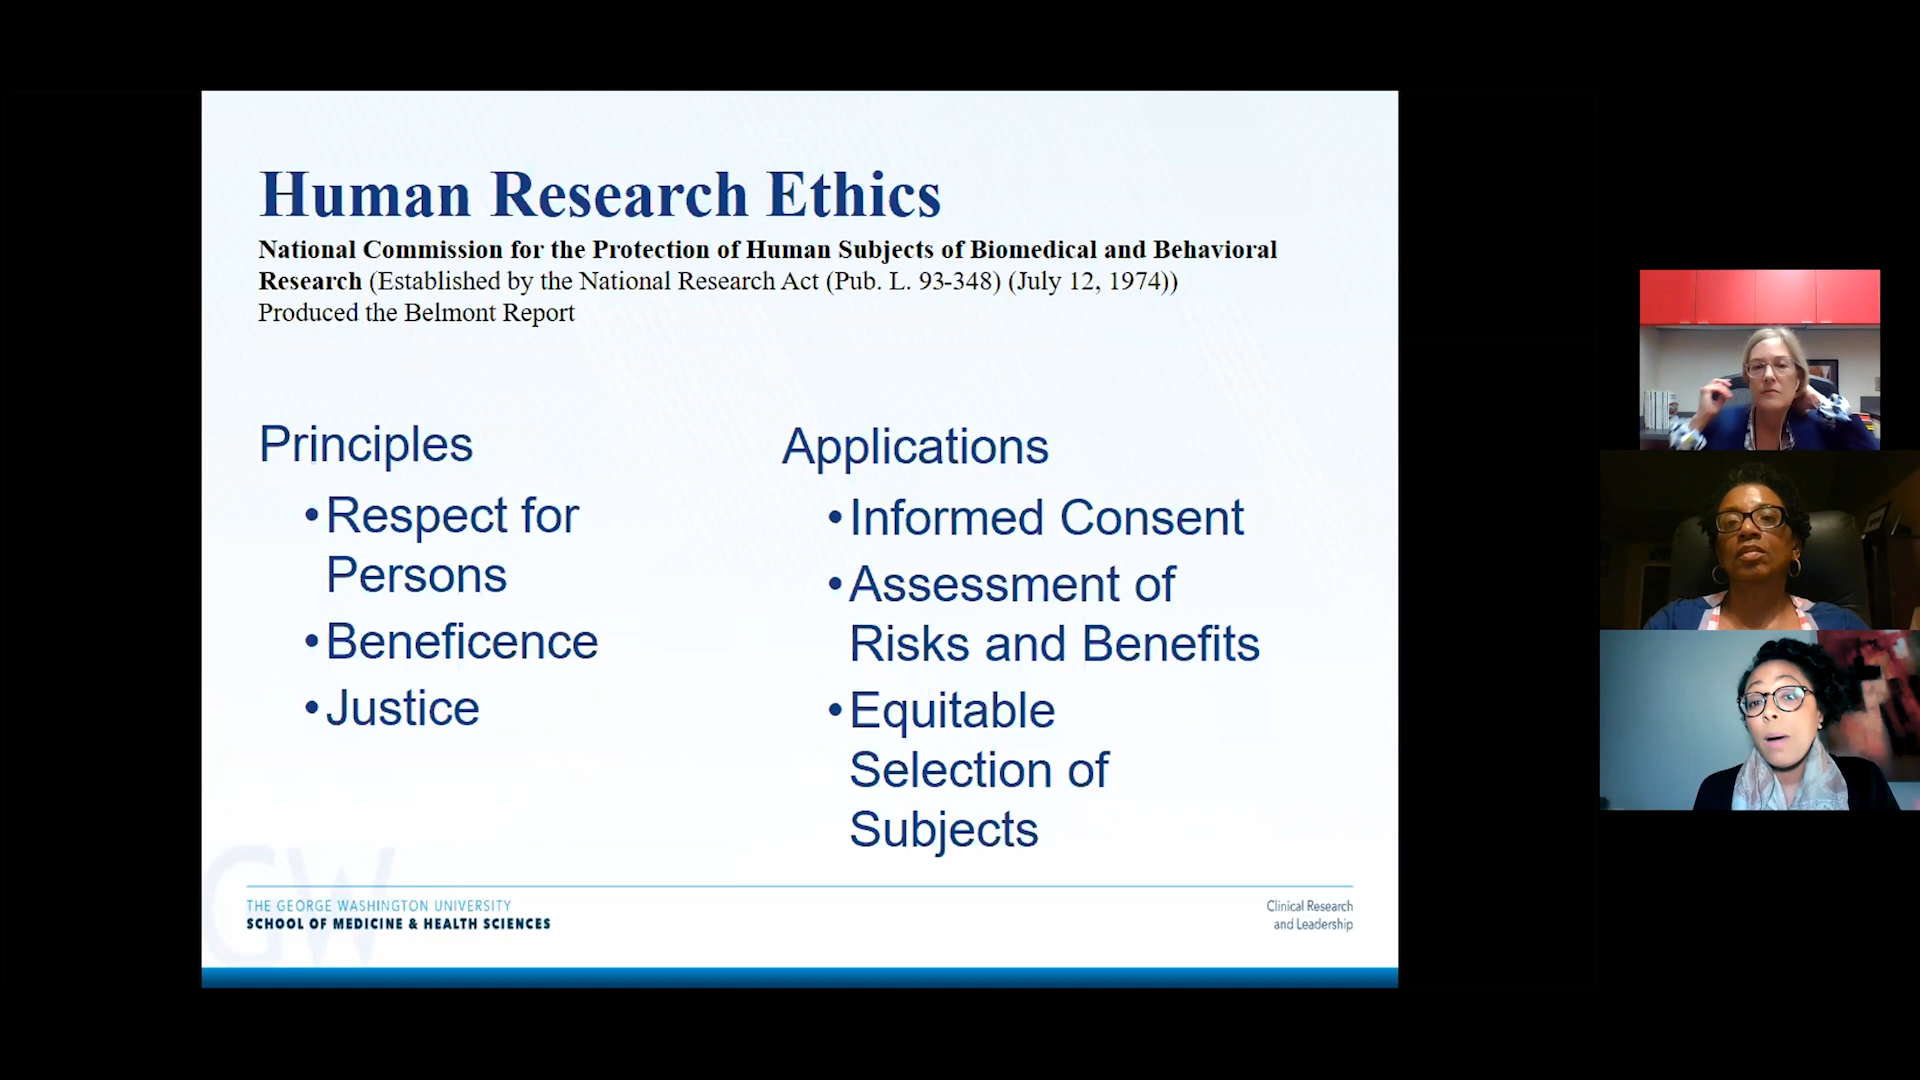 Human Research Ethics
National Commission for the Protection of Human Subjects of Biomedical and Behavioral
Research (Established by the National Research Act (Pub. L. 93-348) (July 12, 1974))
Produced the Belmont Report
Principles
•Respect for
Persons
•Beneficence
•Justice
Applications
•Informed Consent
•Assessment of
Risks and Benefits
•Equitable
Selection of
Subjects
GW
THE GEORGE WASHINGTON UNIVERSITY
SCHOOL OF MEDICINE & HEALTH SCIENCES
Clinical Research
and Leadership